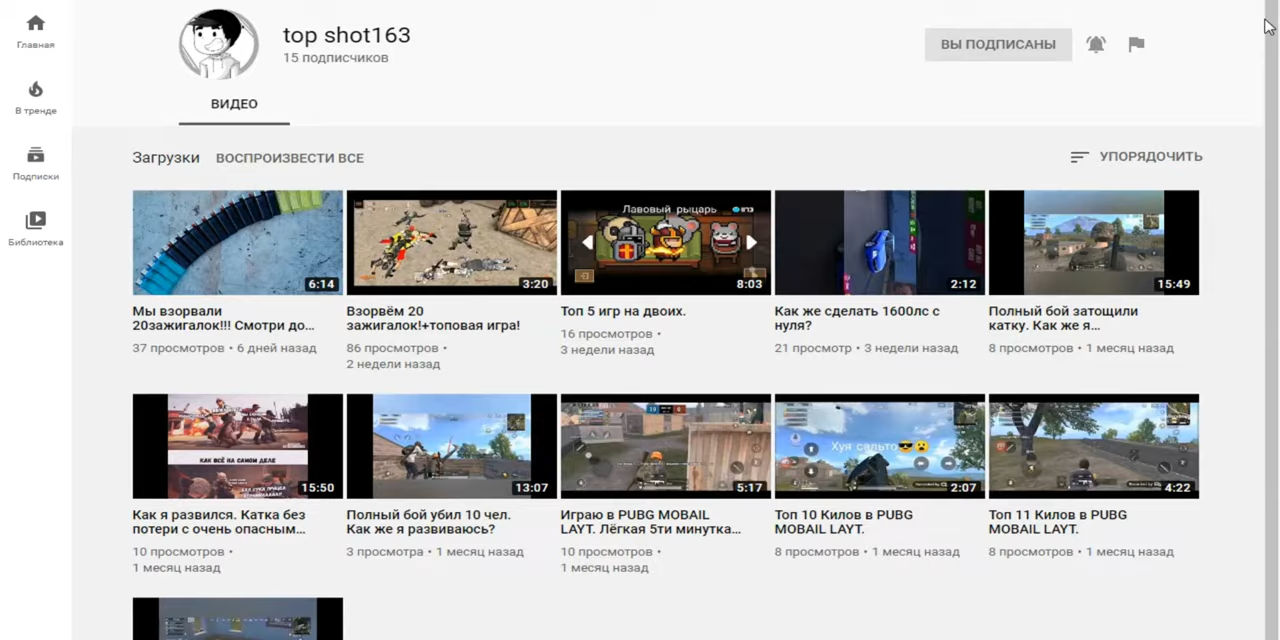 top shot163
15 подписчиков
ВЫ ПОДПИСАНЫ
Главная
В тренде
Подписки
Библиотека
ВИДЕО
Загрузки
ВОСПРОИЗВЕСТИ ВСЕ
УПОРЯДОЧИТЬ
6:14
3:20
Лавовый рыцарь
8:03
2:12
15:49
Мы взорвали
20зажигалок!!! Смотри до...
37 просмотров • 6 дней назад
Взорвём 20
зажигалок!+топовая игра!
86 просмотров •
2 недели назад
Топ 5 игр на двоих.
16 просмотров •
3 недели назад
Как же сделать 1600лс с
нуля?
21 просмотр • 3 недели назад
Полный бой затощили
катку. Как же я...
8 просмотров • 1 месяц назад
КАК ВСЁ НА САМОМ ДЕЛЕ
15:50
13:07
5:17
Хуя сельто
2:07
4:22
Как я развился. Катка без
потери с очень опасным...
10 просмотров •
1 месяц назад
Полный бой убил 10 чел.
Как же я развиваюсь?
3 просмотра • 1 месяц назад
Играю в PUBG MOBAIL
LAYT. Лёгкая 5ти минутка...
10 просмотров •
1 месяц назад
Топ 10 Килов в PUBG
MOBAIL LAYT.
8 просмотров • 1 месяц назад
Топ 11 Килов в PUBG
MOBAIL LAYT.
8 просмотров • 1 месяц назад